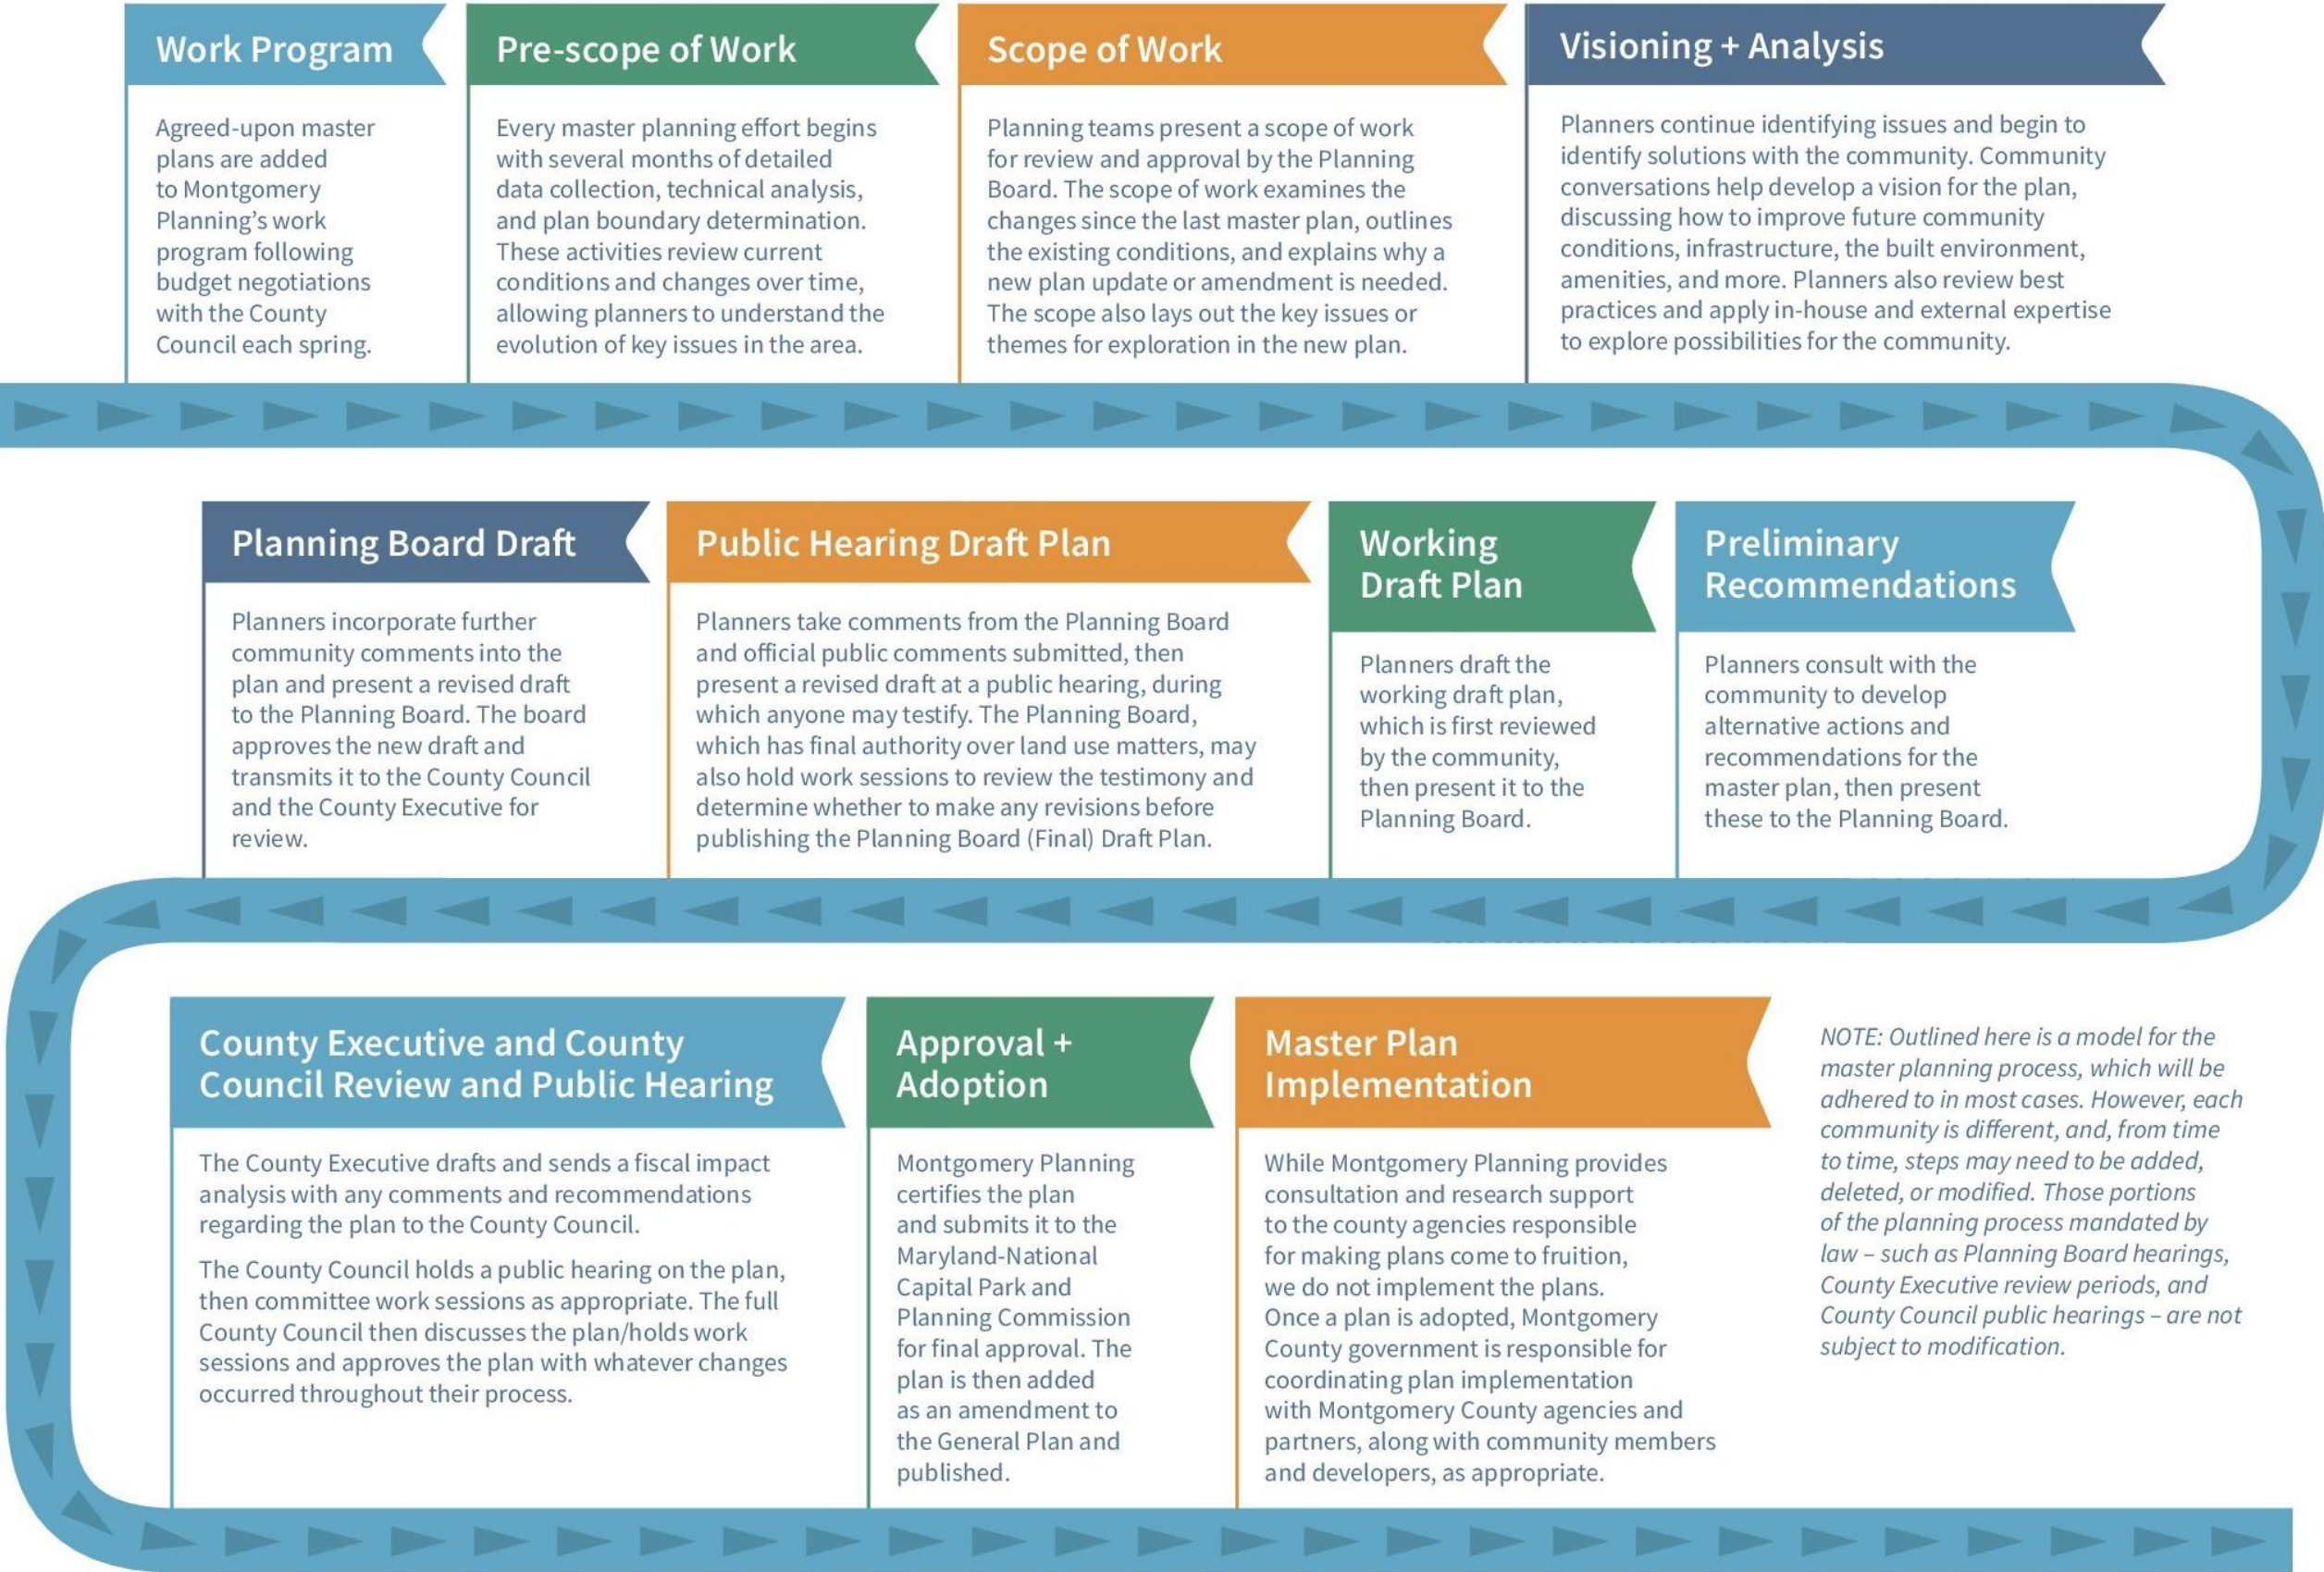 Work Program
Agreed-upon master
plans are added
to Montgomery
Planning's work
program following
budget negotiations
with the County
Council each spring.
Pre-scope of Work
Every master planning effort begins
with several months of detailed
data collection, technical analysis,
and plan boundary determination.
These activities review current
conditions and changes over time,
allowing planners to understand the
evolution of key issues in the area.
Scope of Work
Planning teams present a scope of work
for review and approval by the Planning
Board. The scope of work examines the
changes since the last master plan, outlines
the existing conditions, and explains why a
new plan update or amendment is needed.
The scope also lays out the key issues or
themes for exploration in the new plan.
Visioning + Analysis
Planners continue identifying issues and begin to
identify solutions with the community. Community
conversations help develop a vision for the plan,
discussing how to improve future community
conditions, infrastructure, the built environment,
amenities, and more. Planners also review best
practices and apply in-house and external expertise
to explore possibilities for the community.
Preliminary
Recommendations
Planners consult with the
community to develop
alternative actions and
recommendations for the
master plan, then present
these to the Planning Board.
Working
Draft Plan
Planners draft the
working draft plan,
which is first reviewed
by the community,
then present it to the
Planning Board.
Public Hearing Draft Plan
Planners take comments from the Planning Board
and official public comments submitted, then
present a revised draft at a public hearing, during
which anyone may testify. The Planning Board,
which has final authority over land use matters, may
also hold work sessions to review the testimony and
determine whether to make any revisions before
publishing the Planning Board (Final) Draft Plan.
Planning Board Draft
Planners incorporate further
community comments into the
plan and present a revised draft
to the Planning Board. The board
approves the new draft and
transmits it to the County Council
and the County Executive for
review.
County Executive and County
Council Review and Public Hearing
The County Executive drafts and sends a fiscal impact
analysis with any comments and recommendations
regarding the plan to the County Council.
The County Council holds a public hearing on the plan,
then committee work sessions as appropriate. The full
County Council then discusses the plan/holds work
sessions and approves the plan with whatever changes
occurred throughout their process.
Approval +
Adoption
Montgomery Planning
certifies the plan
and submits it to the
Maryland-National
Capital Park and
Planning Commission
for final approval. The
plan is then added
as an amendment to
the General Plan and
published.
Master Plan
Implementation
While Montgomery Planning provides
consultation and research support
to the county agencies responsible
for making plans come to fruition,
we do not implement the plans.
Once a plan is adopted, Montgomery
County government is responsible for
coordinating plan implementation
with Montgomery County agencies and
partners, along with community members
and developers, as appropriate.
NOTE: Outlined here is a model for the
master planning process, which will be
adhered to in most cases. However, each
community is different, and, from time
to time, steps may need to be added,
deleted, or modified. Those portions
of the planning process mandated by
law – such as Planning Board hearings,
County Executive review periods, and
County Council public hearings – are not
subject to modification.